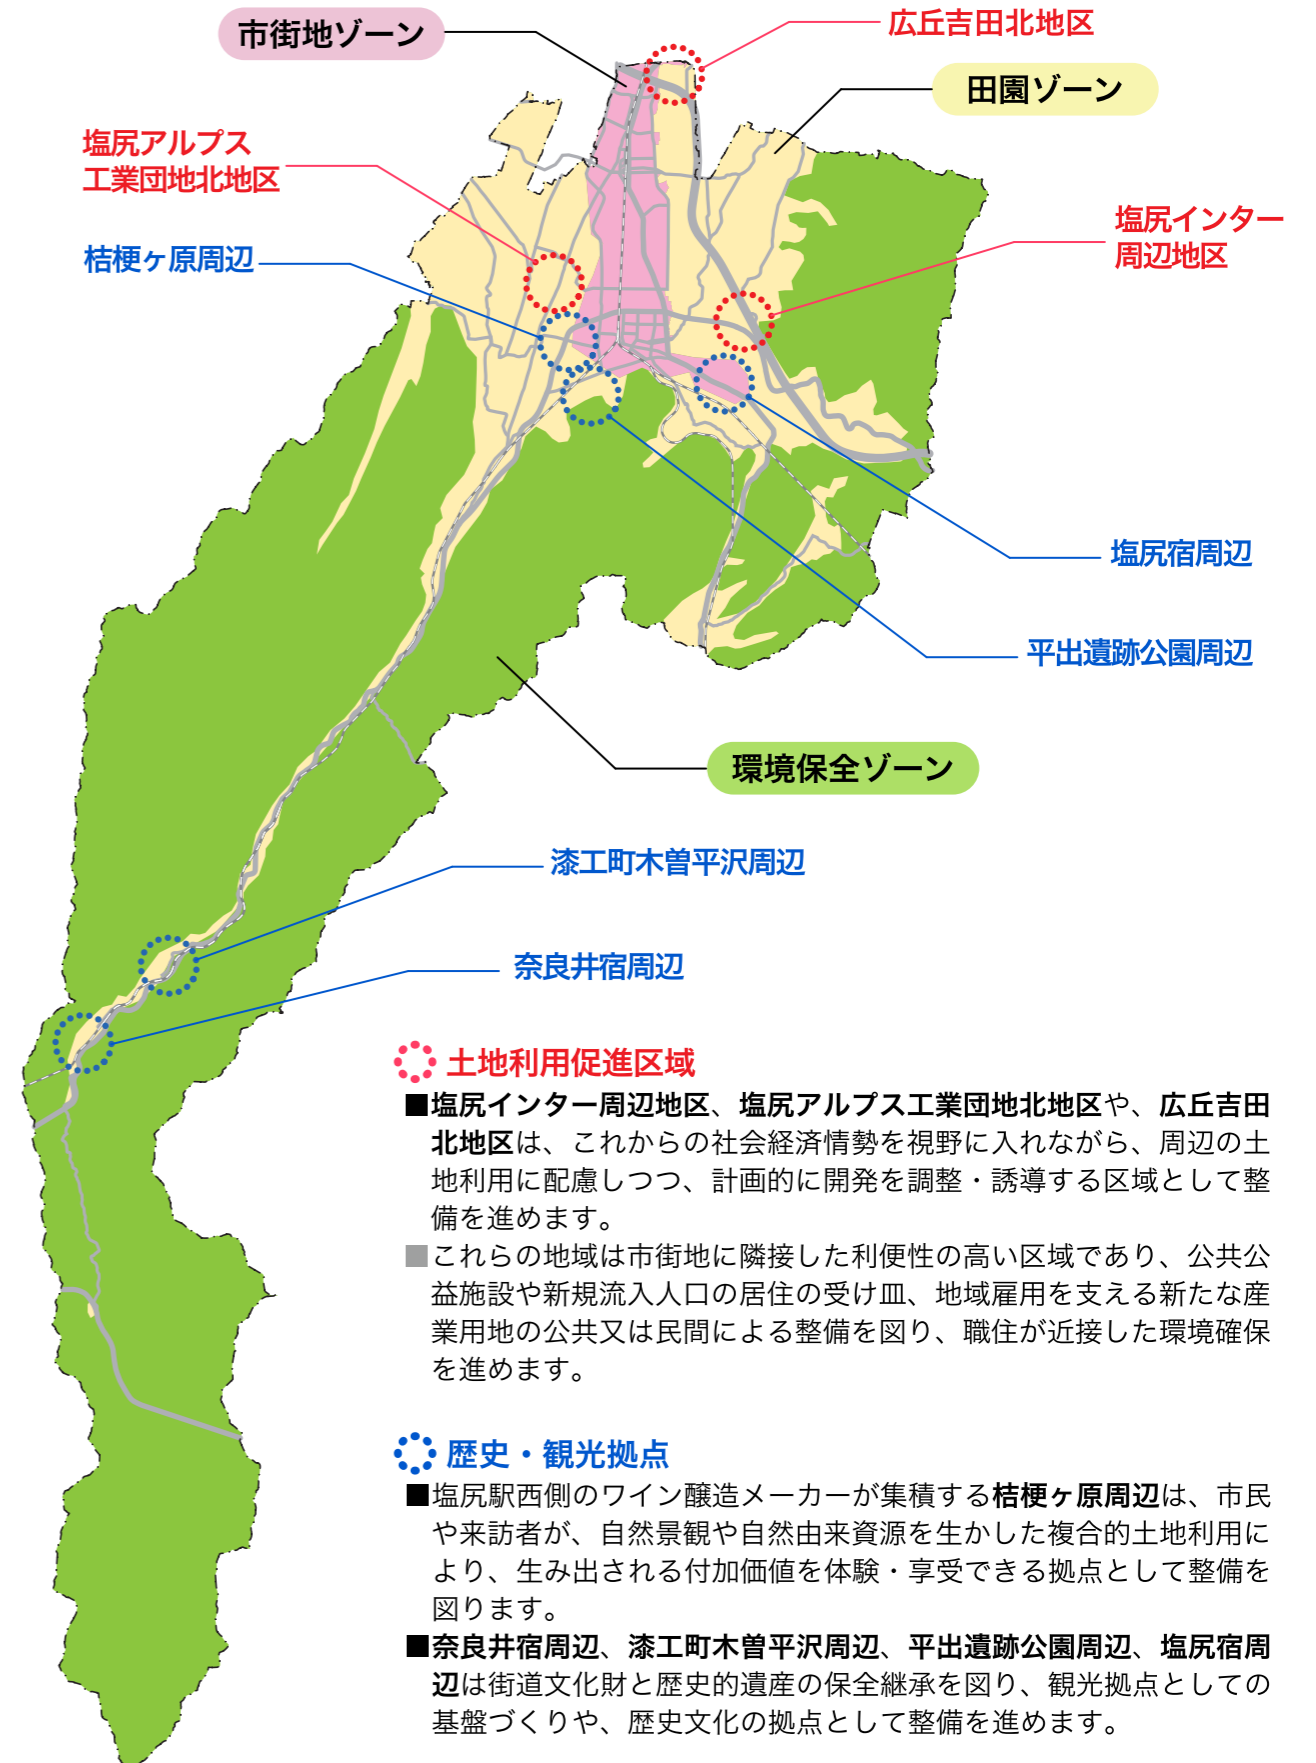 市街地ゾーン
広丘吉田北地区
田園ゾーン
塩尻アルプス
工業団地北地区
塩尻インター
周辺地区
桔梗ヶ原周辺
塩尻宿周辺
平出遺跡公園周辺
環境保全ゾーン
漆工町木曽平沢周辺
奈良井宿周辺
土地利用促進区域
■塩尻インター周辺地区、塩尻アルプス工業団地北地区や、広丘吉田
北地区は、これからの社会経済情勢を視野に入れながら、周辺の土
地利用に配慮しつつ、計画的に開発を調整・誘導する区域として整
備を進めます。
■これらの地域は市街地に隣接した利便性の高い区域であり、公共公
益施設や新規流入人口の居住の受け皿、地域雇用を支える新たな産
業用地の公共又は民間による整備を図り、職住が近接した環境確保
を進めます。
歴史・観光拠点
■塩尻駅西側のワイン醸造メーカーが集積する桔梗ヶ原周辺は、市民
や来訪者が、自然景観や自然由来資源を生かした複合的土地利用に
より、生み出される付加価値を体験・享受できる拠点として整備を
図ります。
■奈良井宿周辺、漆工町木曽平沢周辺、平出遺跡公園周辺、塩尻宿周
辺は街道文化財と歴史的遺産の保全継承を図り、観光拠点としての
基盤づくりや、歴史文化の拠点として整備を進めます。